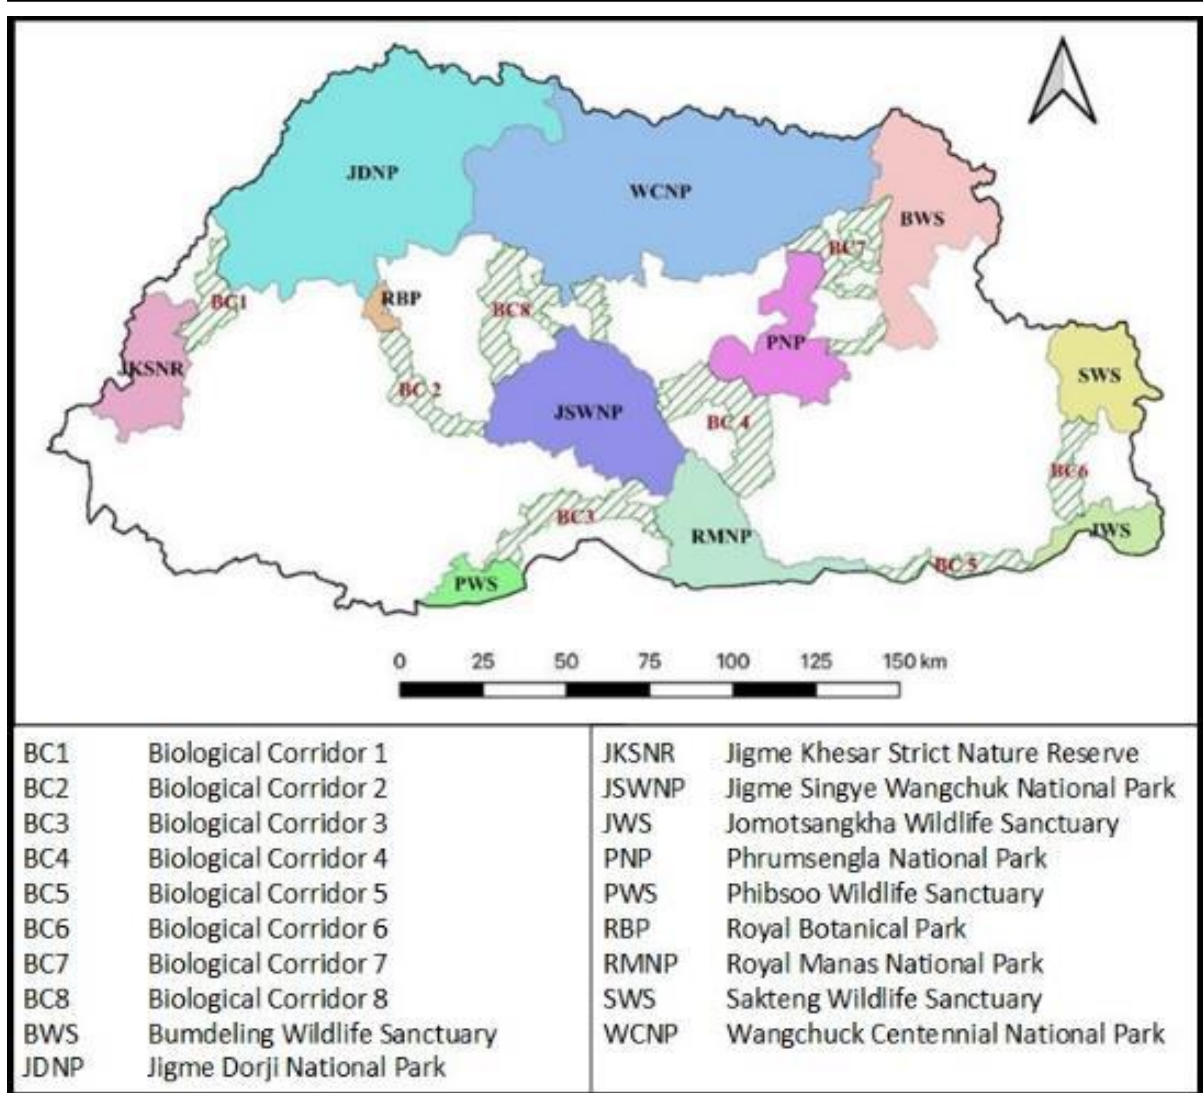 JDNP
WCNP
BWS
BC7
BC1
RBP
BC8
JKSNR
PNP
SWS
BC 2
JSWNP
BC 4
BC6
BC3
RMNP
JWS
BC 5
PWS
0 25 50 75 100 125 150 km
BC1 Biological Corridor 1
BC2 Biological Corridor 2
BC3 Biological Corridor 3
BC4 Biological Corridor 4
BC5 Biological Corridor 5
BC6 Biological Corridor 6
BC7 Biological Corridor 7
BC8 Biological Corridor 8
BWS Bumdeling Wildlife Sanctuary
JDNP Jigme Dorji National Park
JKSNR Jigme Khesar Strict Nature Reserve
JSWNP Jigme Singye Wangchuk National Park
JWS Jomotsangkha Wildlife Sanctuary
PNP Phrumsengla National Park
PWS Phibsoo Wildlife Sanctuary
RBP Royal Botanical Park
RMNP Royal Manas National Park
SWS Sakteng Wildlife Sanctuary
WCNP Wangchuck Centennial National Park